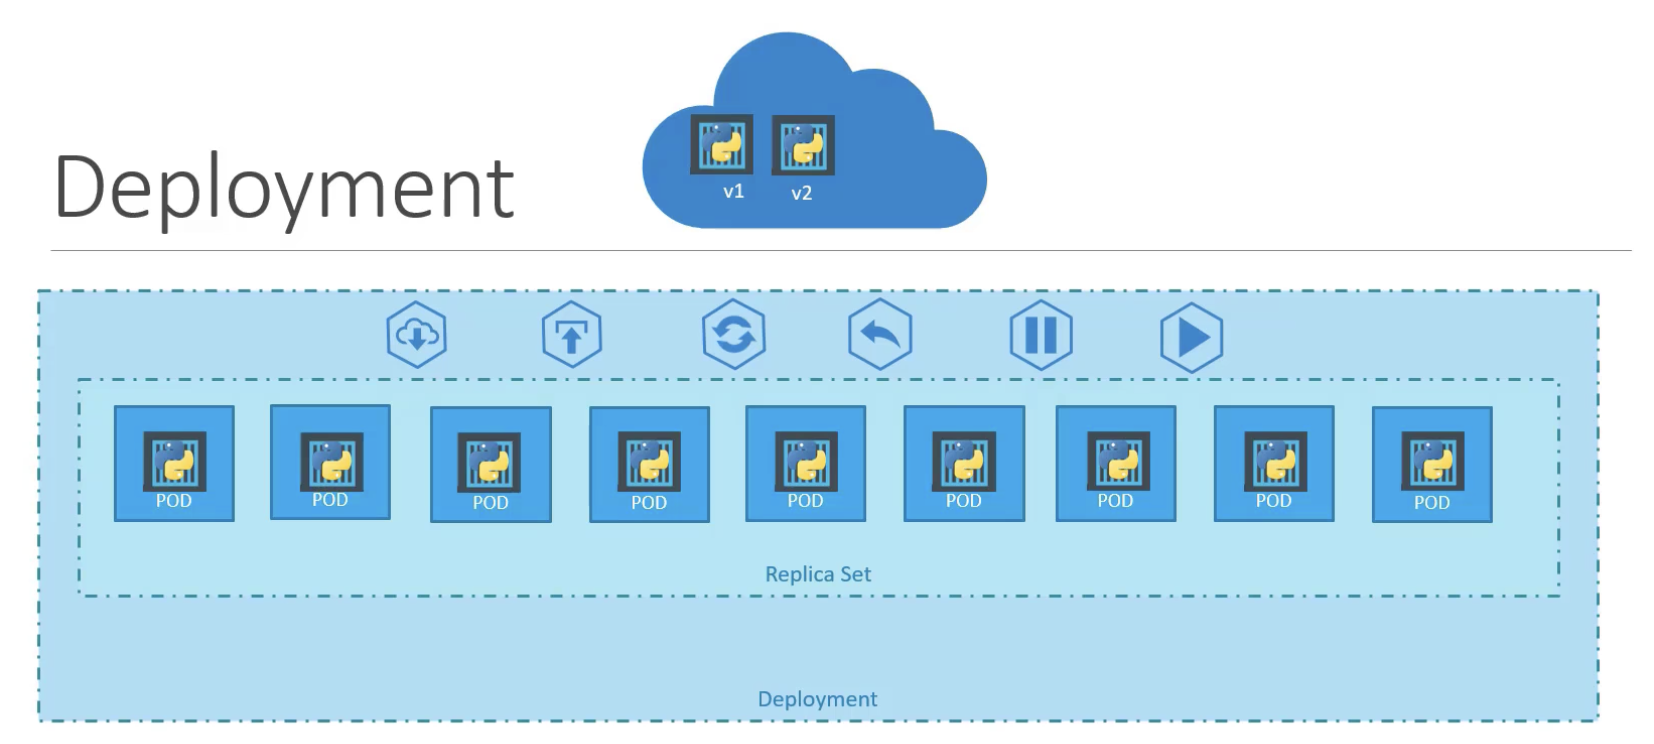 Deployment
v1 v2
POD POD POD POD POD POD POD POD POD
Replica Set
Deployment